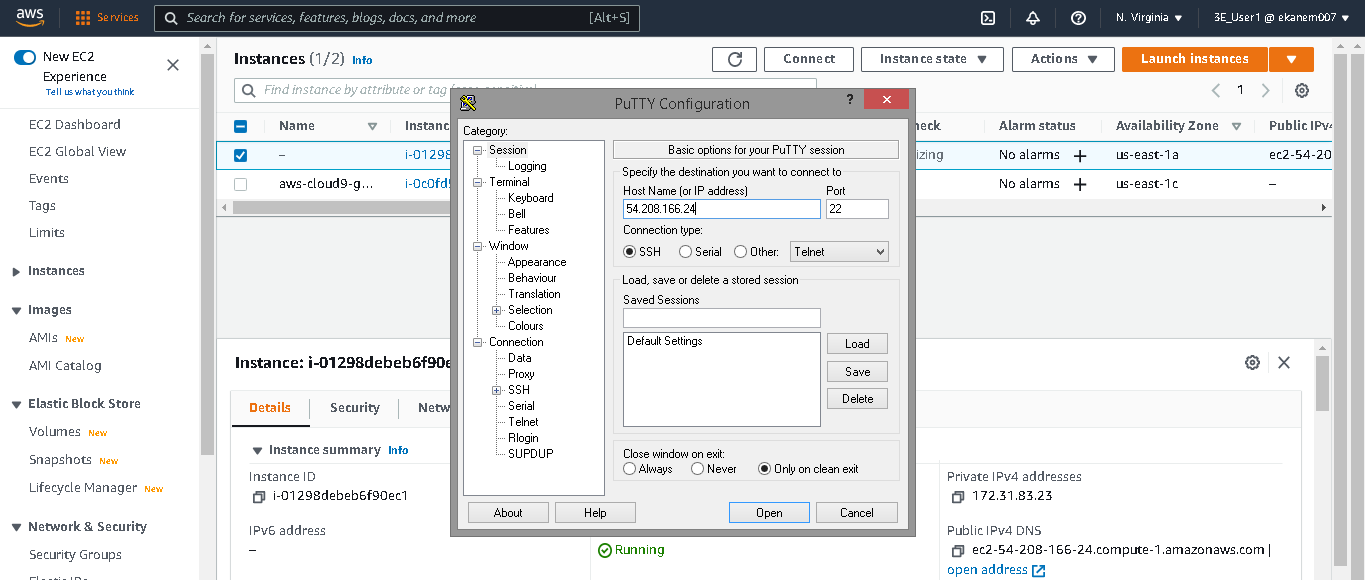 aws
Services
Search for services, features, blogs, docs, and more
[Alt+S]
N. Virginia
3E_User1 @ ekanem007
New EC2
Experience
Tell us what you think
EC2 Dashboard
EC2 Global View
Events
Tags
Limits
Instances
Images
AMIs New
AMI Catalog
Elastic Block Store
Volumes New
Snapshots New
Lifecycle Manager New
Network & Security
Security Groups
Instances (1/2) Info
Connect
Instance state
Actions
Launch instances
Find instance by attribute or tag
1
Name
Alarm status
Availability Zone
Public IPv4
–
i-01298
No alarms
us-east-1a
ec2-54-20
aws-cloud9-g...
i-0c0fd
No alarms
us-east-1c
–
PuTTY Configuration
?
Category:
Session
Logging
Terminal
Keyboard
Bell
Features
Window
Appearance
Behaviour
Translation
Selection
Colours
Connection
Data
Proxy
SSH
Serial
Telnet
Rlogin
SUPDUP
Basic options for your PuTTY session
Specify the destination you want to connect to
Host Name (or IP address)
Port
54.208.166.24
22
Connection type:
SSH
Serial
Other:
Telnet
Load, save or delete a stored session
Saved Sessions
Default Settings
Load
Save
Delete
Close window on exit:
Always
Never
Only on clean exit
About
Help
Open
Cancel
Instance: i-01298debeb6f90e
Details
Security
Netw
Instance summary Info
Instance ID
i-01298debeb6f90ec1
IPv6 address
–
Running
Private IPv4 addresses
172.31.83.23
Public IPv4 DNS
ec2-54-208-166-24.compute-1.amazonaws.com |
open address